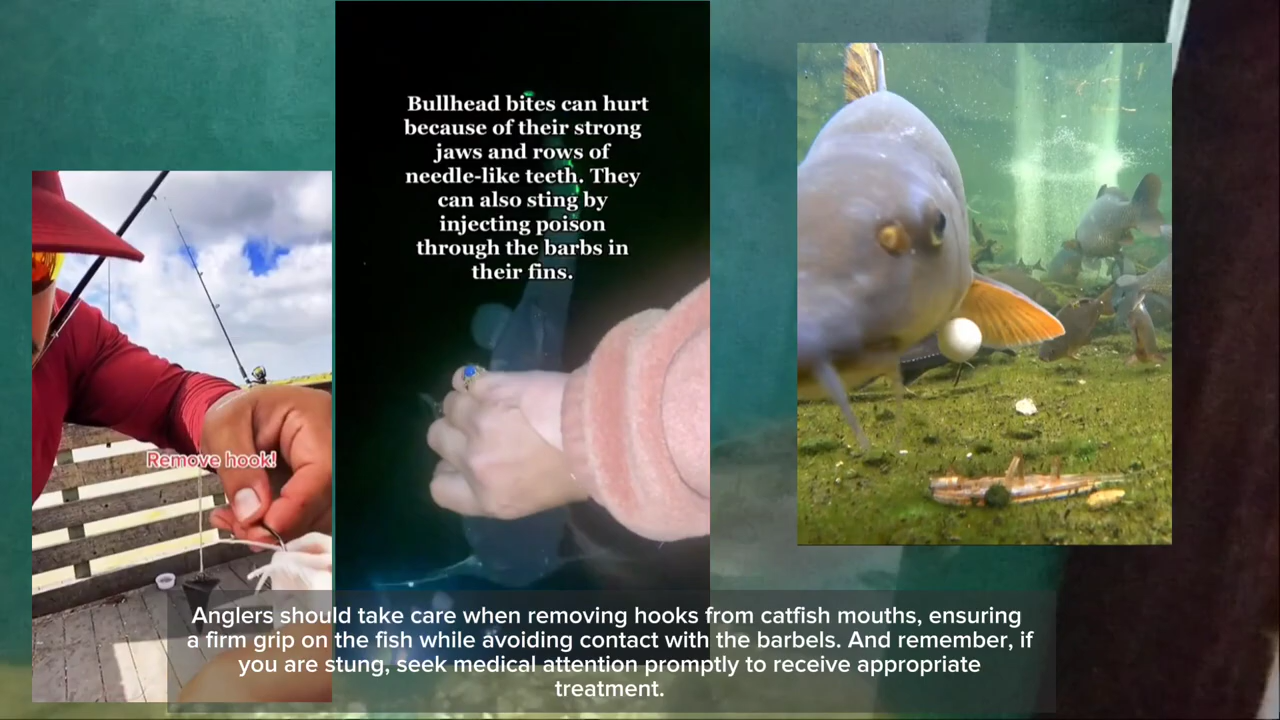 Bullhead bites can hurt
because of their strong
jaws and rows of
needle-like teeth. They
can also sting by
injecting poison
through the barbs in
their fins.
Remove hook!
Anglers should take care when removing hooks from catfish mouths, ensuring
a firm grip on the fish while avoiding contact with the barbels. And remember, if
you are stung, seek medical attention promptly to receive appropriate
treatment.